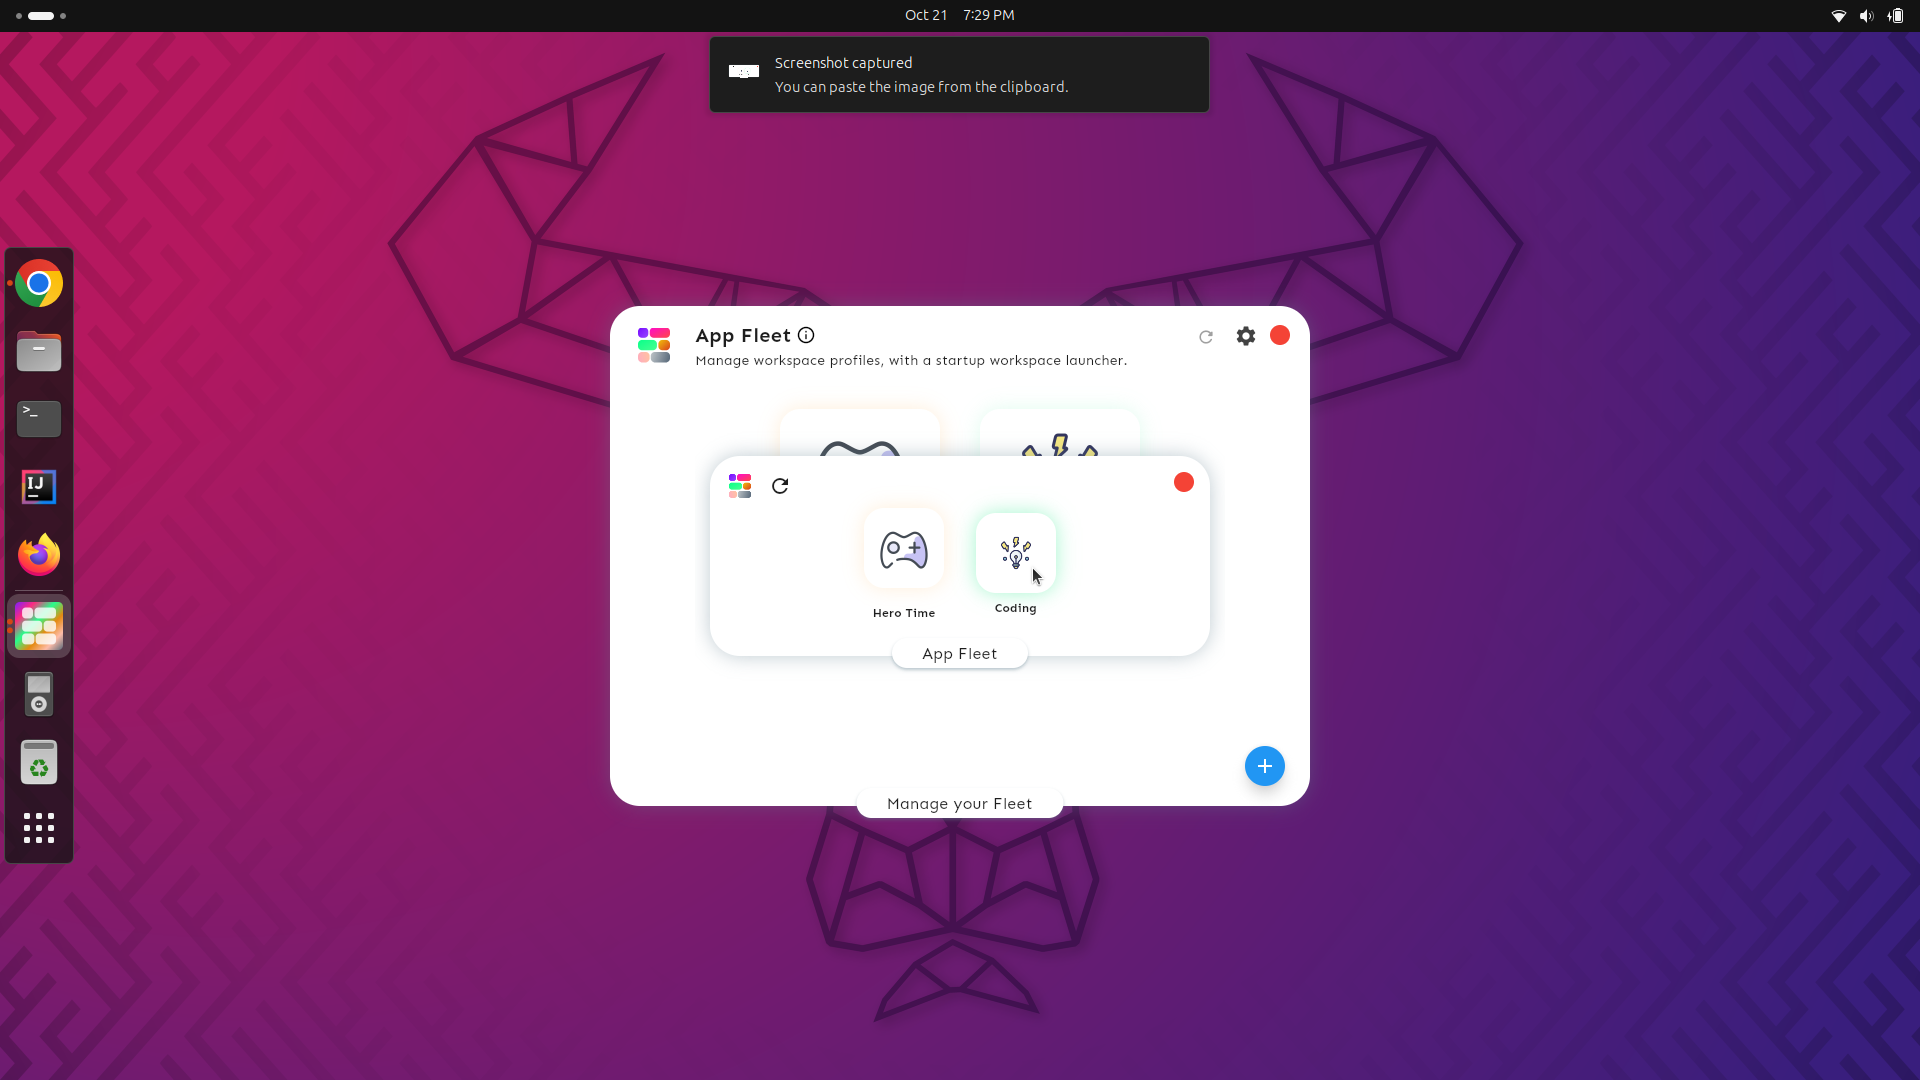 Oct 21 7:29 PM
Screenshot captured
You can paste the image from the clipboard.
App Fleet
Manage workspace profiles, with a startup workspace launcher.
>_
IJ
Hero Time
Coding
App Fleet
Manage your Fleet